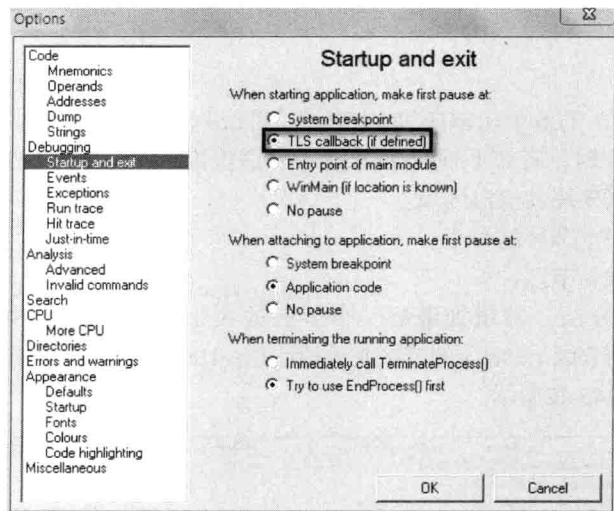 Options
Code
Mnemonics
Operands
Addresses
Dump
Strings
Debugging
Startup and exit
Events
Exceptions
Run trace
Hit trace
Just-in-time
Analysis
Advanced
Invalid commands
Search
CPU
More CPU
Directories
Errors and warnings
Appearance
Defaults
Startup
Fonts
Colours
Code highlighting
Miscellaneous
Startup and exit
When starting application, make first pause at:
System breakpoint
TLS callback (if defined)
Entry point of main module
WinMain (if location is known)
No pause
When attaching to application, make first pause at:
System breakpoint
Application code
No pause
When terminating the running application:
Immediately call TerminateProcess()
Try to use EndProcess() first
OK
Cancel